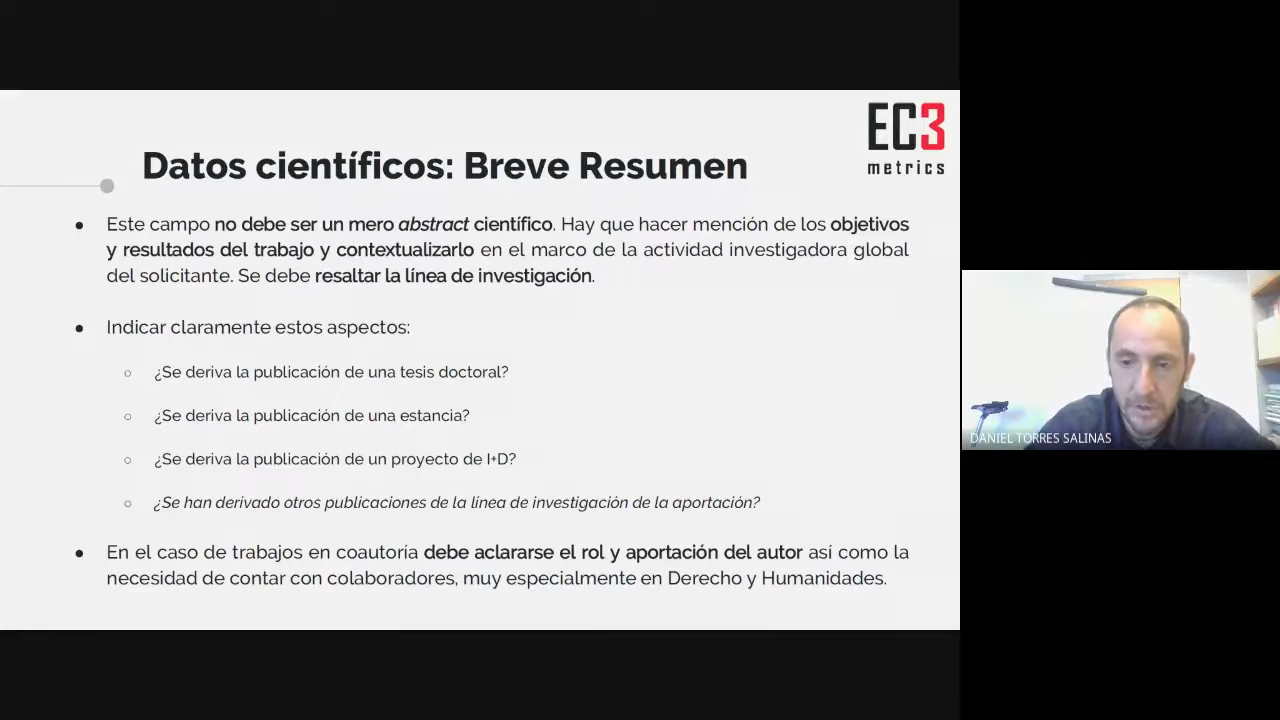 EC3
metrics
Datos científicos: Breve Resumen
● Este campo no debe ser un mero abstract científico. Hay que hacer mención de los objetivos
y resultados del trabajo y contextualizarlo en el marco de la actividad investigadora global
del solicitante. Se debe resaltar la línea de investigación.
● Indicar claramente estos aspectos:
○ ¿Se deriva la publicación de una tesis doctoral?
○ ¿Se deriva la publicación de una estancia?
○ ¿Se deriva la publicación de un proyecto de I+D?
○ ¿Se han derivado otros publicaciones de la línea de investigación de la aportación?
● En el caso de trabajos en coautoría debe aclararse el rol y aportación del autor así como la
necesidad de contar con colaboradores, muy especialmente en Derecho y Humanidades.
DANIEL TORRES SALINAS